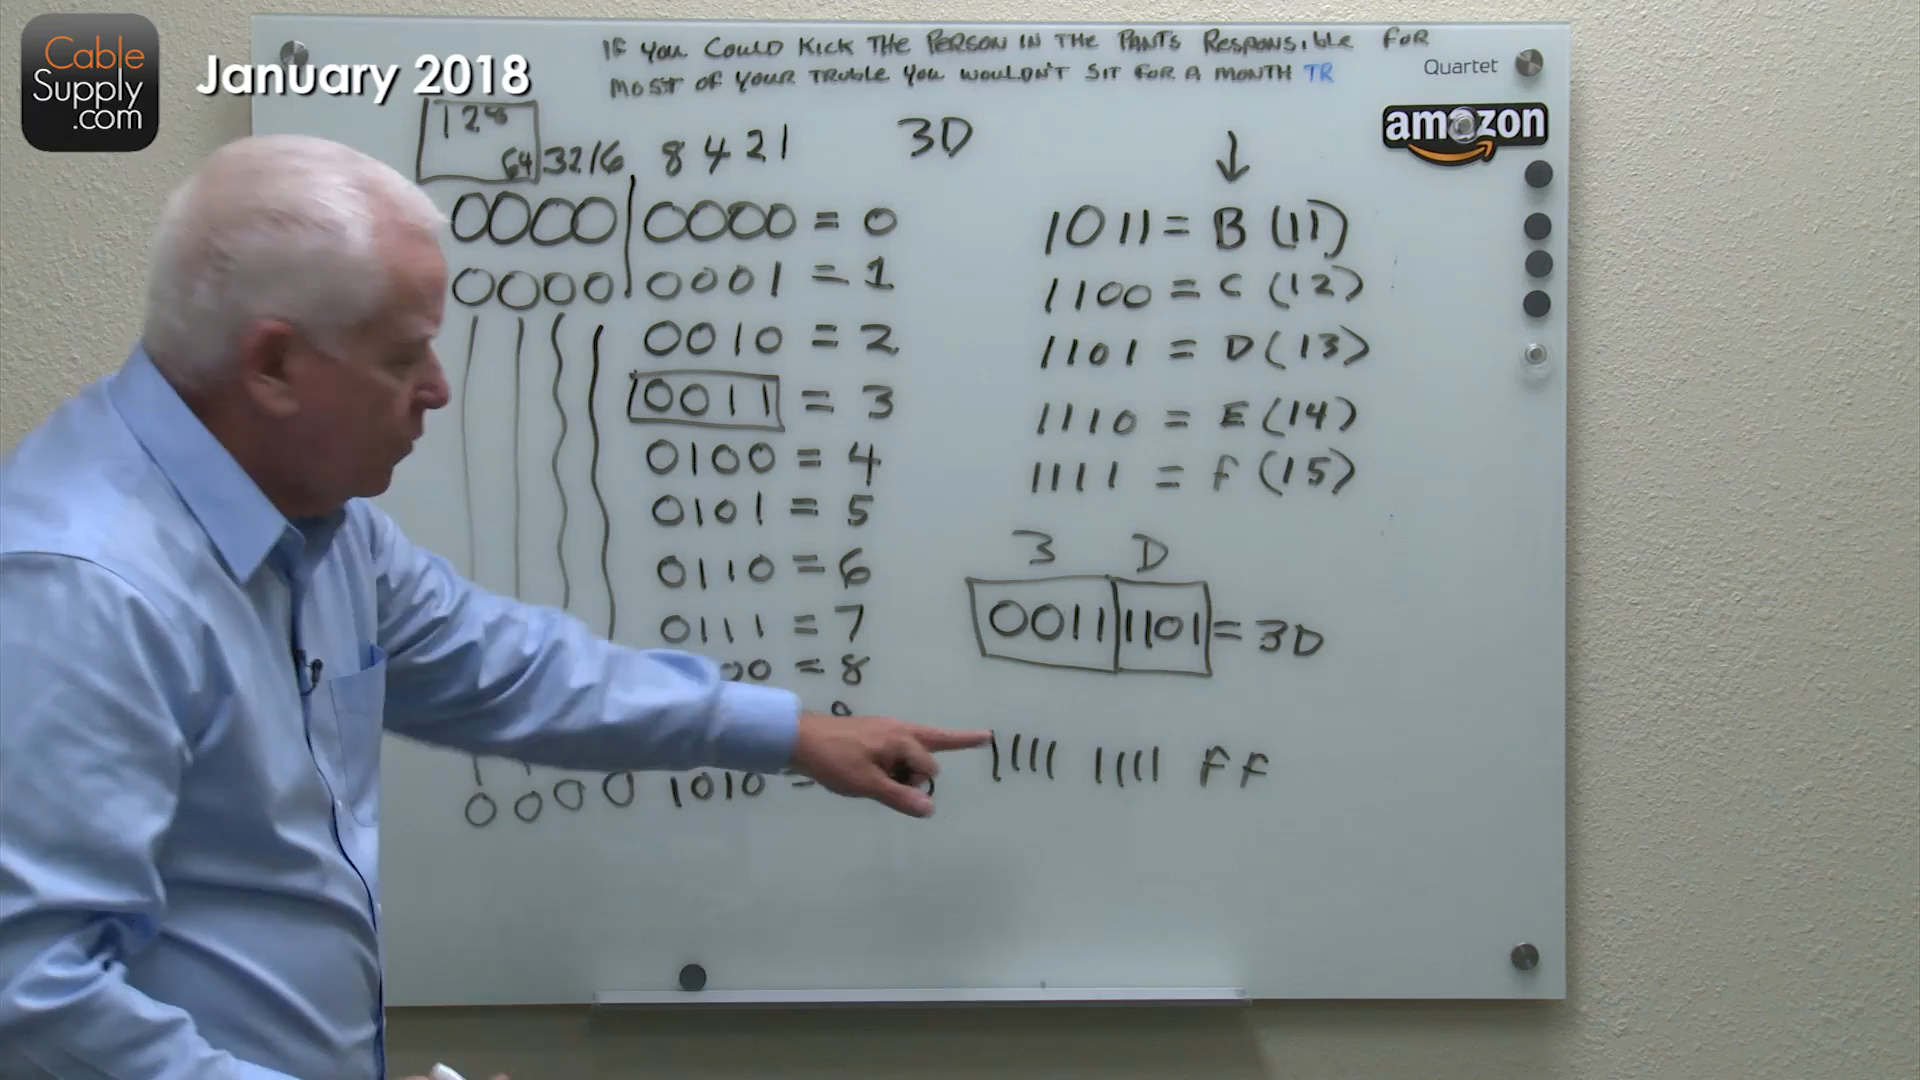 Cable
Supply
.com
January 2018
IF YOU COULD KICK THE PERSON IN THE PANTS RESPONSIBLE FOR
MOST OF YOUR TROUBLE YOU WOULDN'T SIT FOR A MONTH TR
Quartet
amazon
128
64 32 16 8 4 2 1
3D
0000 0000 = 0
0000 0001 = 1
0010 = 2
0011 = 3
0100 = 4
0101 = 5
0110 = 6
0111 = 7
00 = 8
0000 1010 =
1011 = B (11)
1100 = C (12)
1101 = D (13)
1110 = E (14)
1111 = F (15)
3 D
0011 1101 = 3D
1111 1111 FF